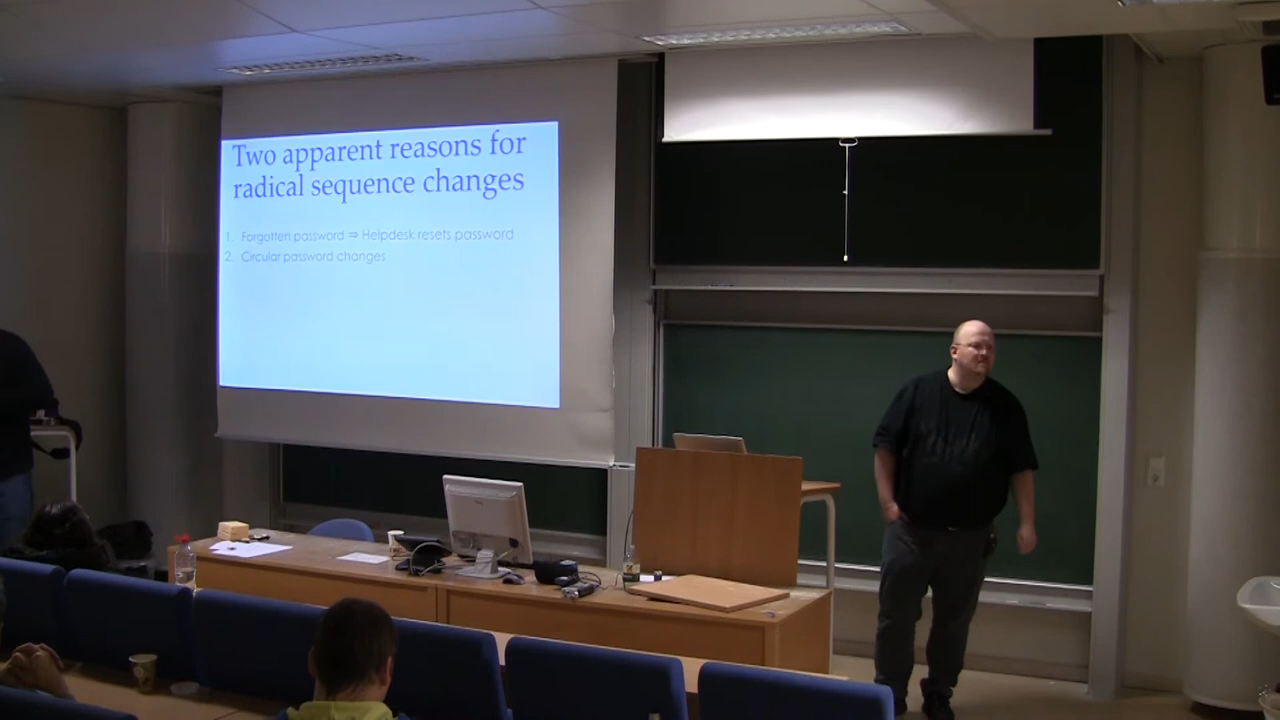 Two apparent reasons for
radical sequence changes
1. Forgotten password ⇒ Helpdesk resets password
2. Circular password changes